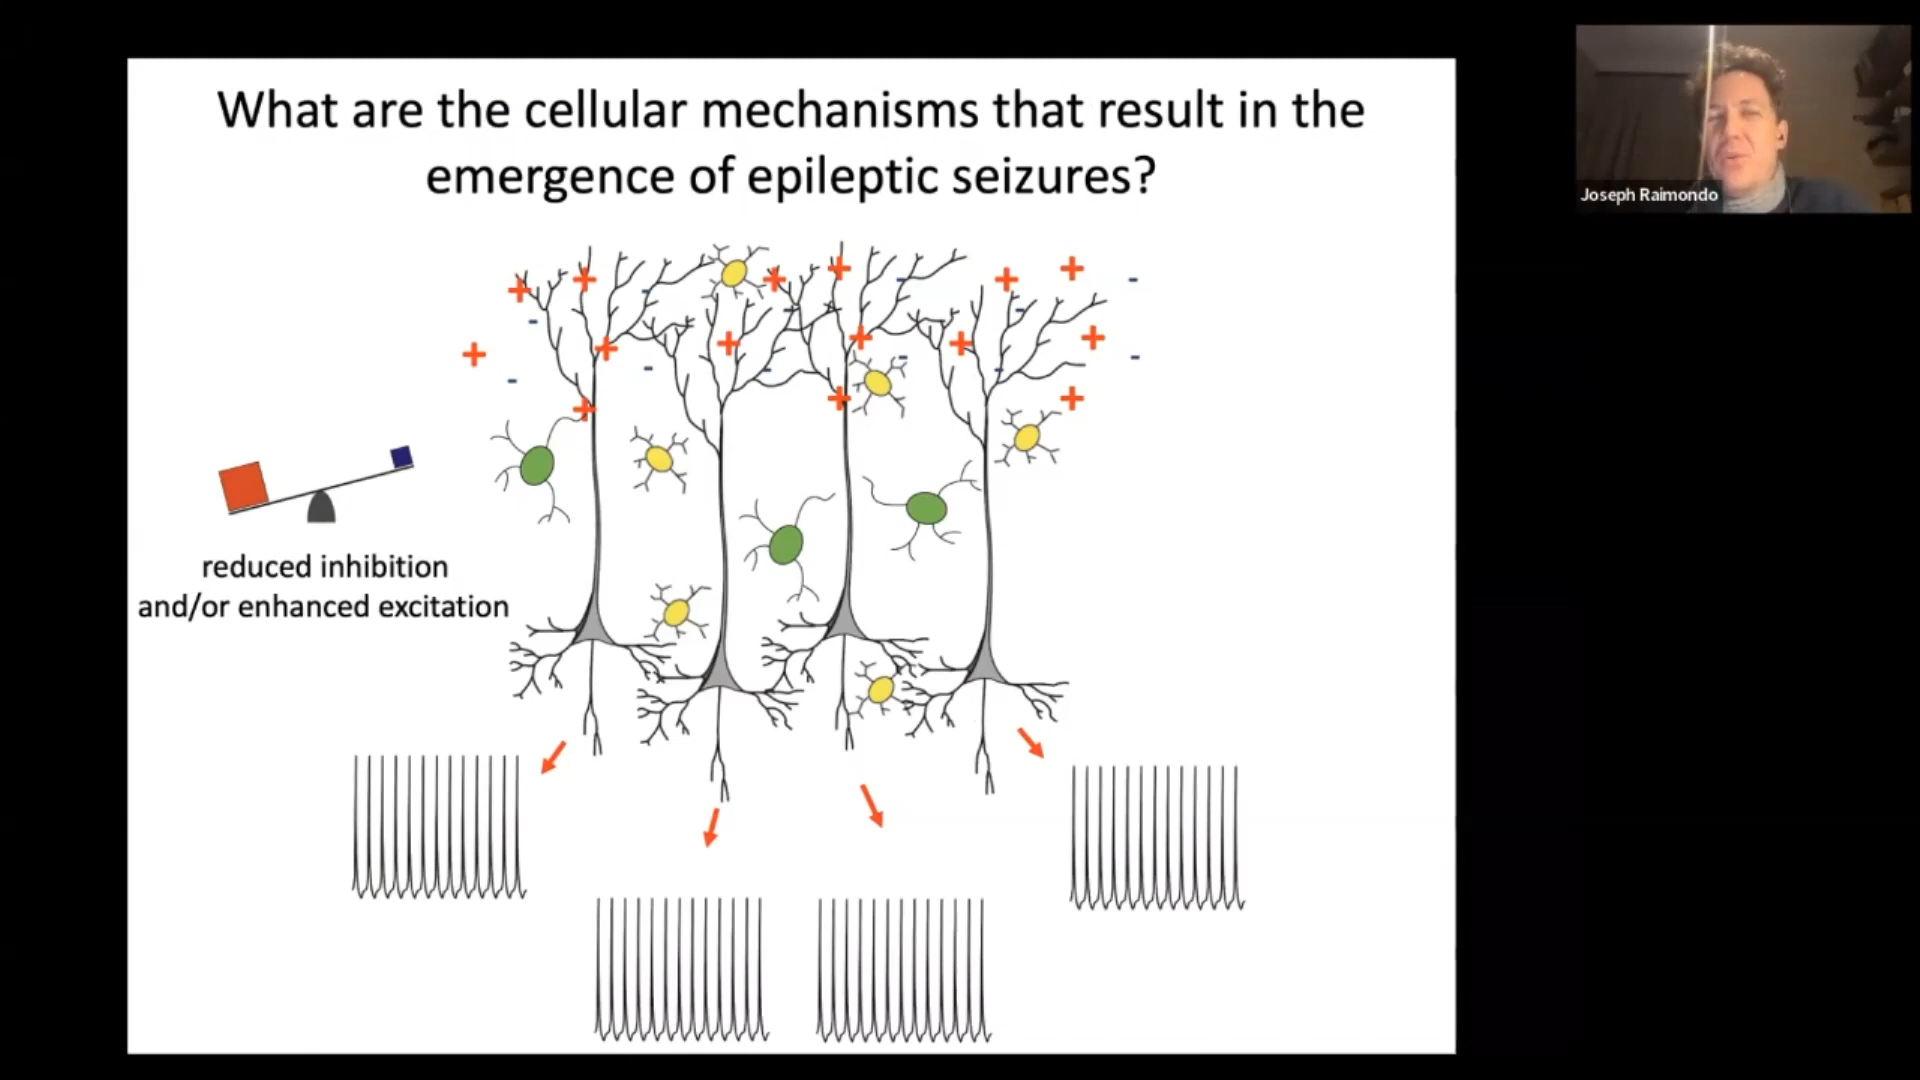 What are the cellular mechanisms that result in the
emergence of epileptic seizures?
reduced inhibition
and/or enhanced excitation
Joseph Raimondo